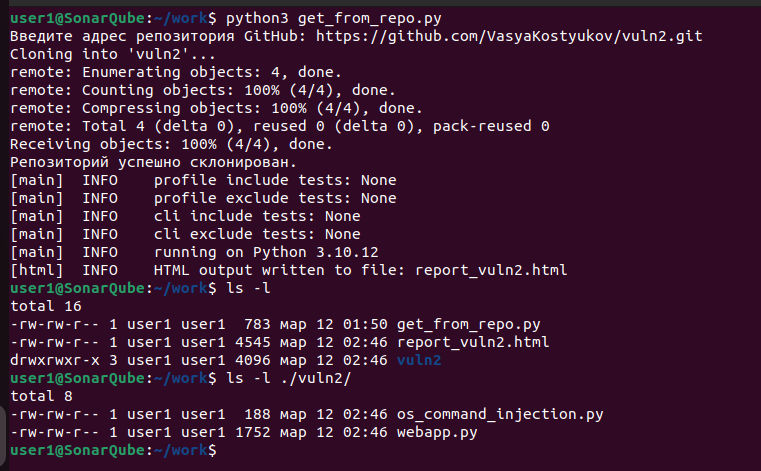 user1@SonarQube:~/work$ python3 get_from_repo.py
Введите адрес репозитория GitHub: https://github.com/VasyaKostyukov/vuln2.git
Cloning into 'vuln2'...
remote: Enumerating objects: 4, done.
remote: Counting objects: 100% (4/4), done.
remote: Compressing objects: 100% (4/4), done.
remote: Total 4 (delta 0), reused 0 (delta 0), pack-reused 0
Receiving objects: 100% (4/4), done.
Репозиторий успешно склонирован.
[main]  INFO    profile include tests: None
[main]  INFO    profile exclude tests: None
[main]  INFO    cli include tests: None
[main]  INFO    cli exclude tests: None
[main]  INFO    running on Python 3.10.12
[html]  INFO    HTML output written to file: report_vuln2.html
user1@SonarQube:~/work$ ls -l
total 16
-rw-rw-r-- 1 user1 user1  783 мар 12 01:50 get_from_repo.py
-rw-rw-r-- 1 user1 user1 4545 мар 12 02:46 report_vuln2.html
drwxrwxr-x 3 user1 user1 4096 мар 12 02:46 vuln2
user1@SonarQube:~/work$ ls -l ./vuln2/
total 8
-rw-rw-r-- 1 user1 user1  188 мар 12 02:46 os_command_injection.py
-rw-rw-r-- 1 user1 user1 1752 мар 12 02:46 webapp.py
user1@SonarQube:~/work$